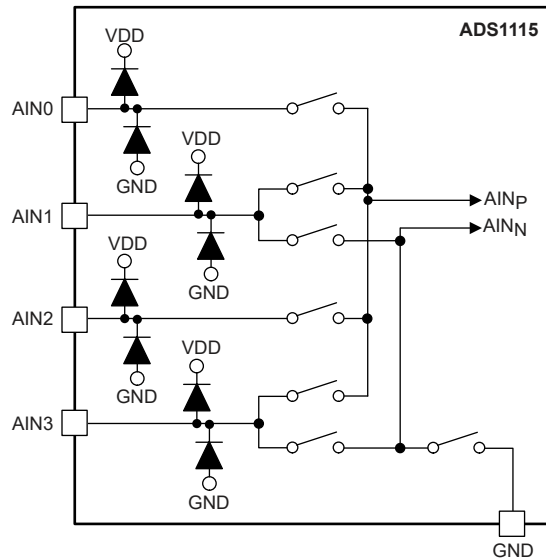 ADS1115
VDD
AIN0
GND
VDD
AIN1
GND
AINP
AINN
VDD
AIN2
GND
VDD
AIN3
GND
GND